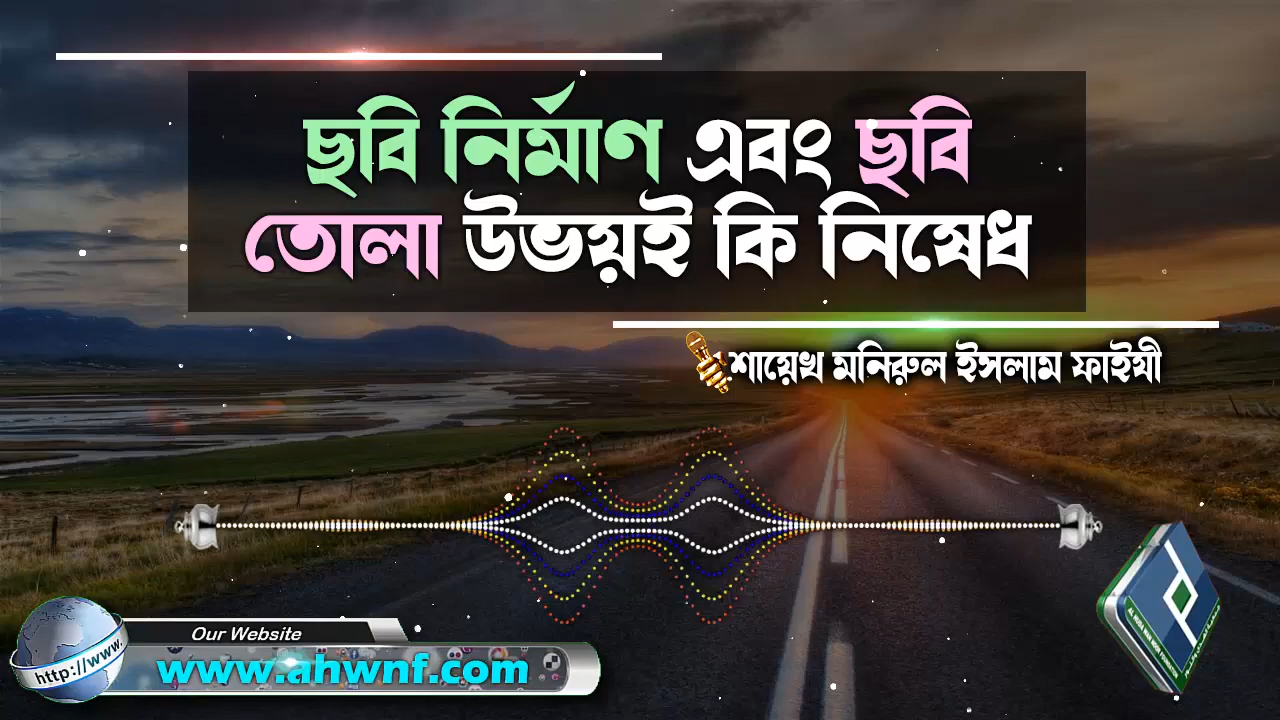 ছবি নির্মাণ এবং ছবি
তোলা উভয়ই কি নিষেধ
শায়েখ মনিরুল ইসলাম ফাইযী
Our Website
http://www.
www.ahwnf.com